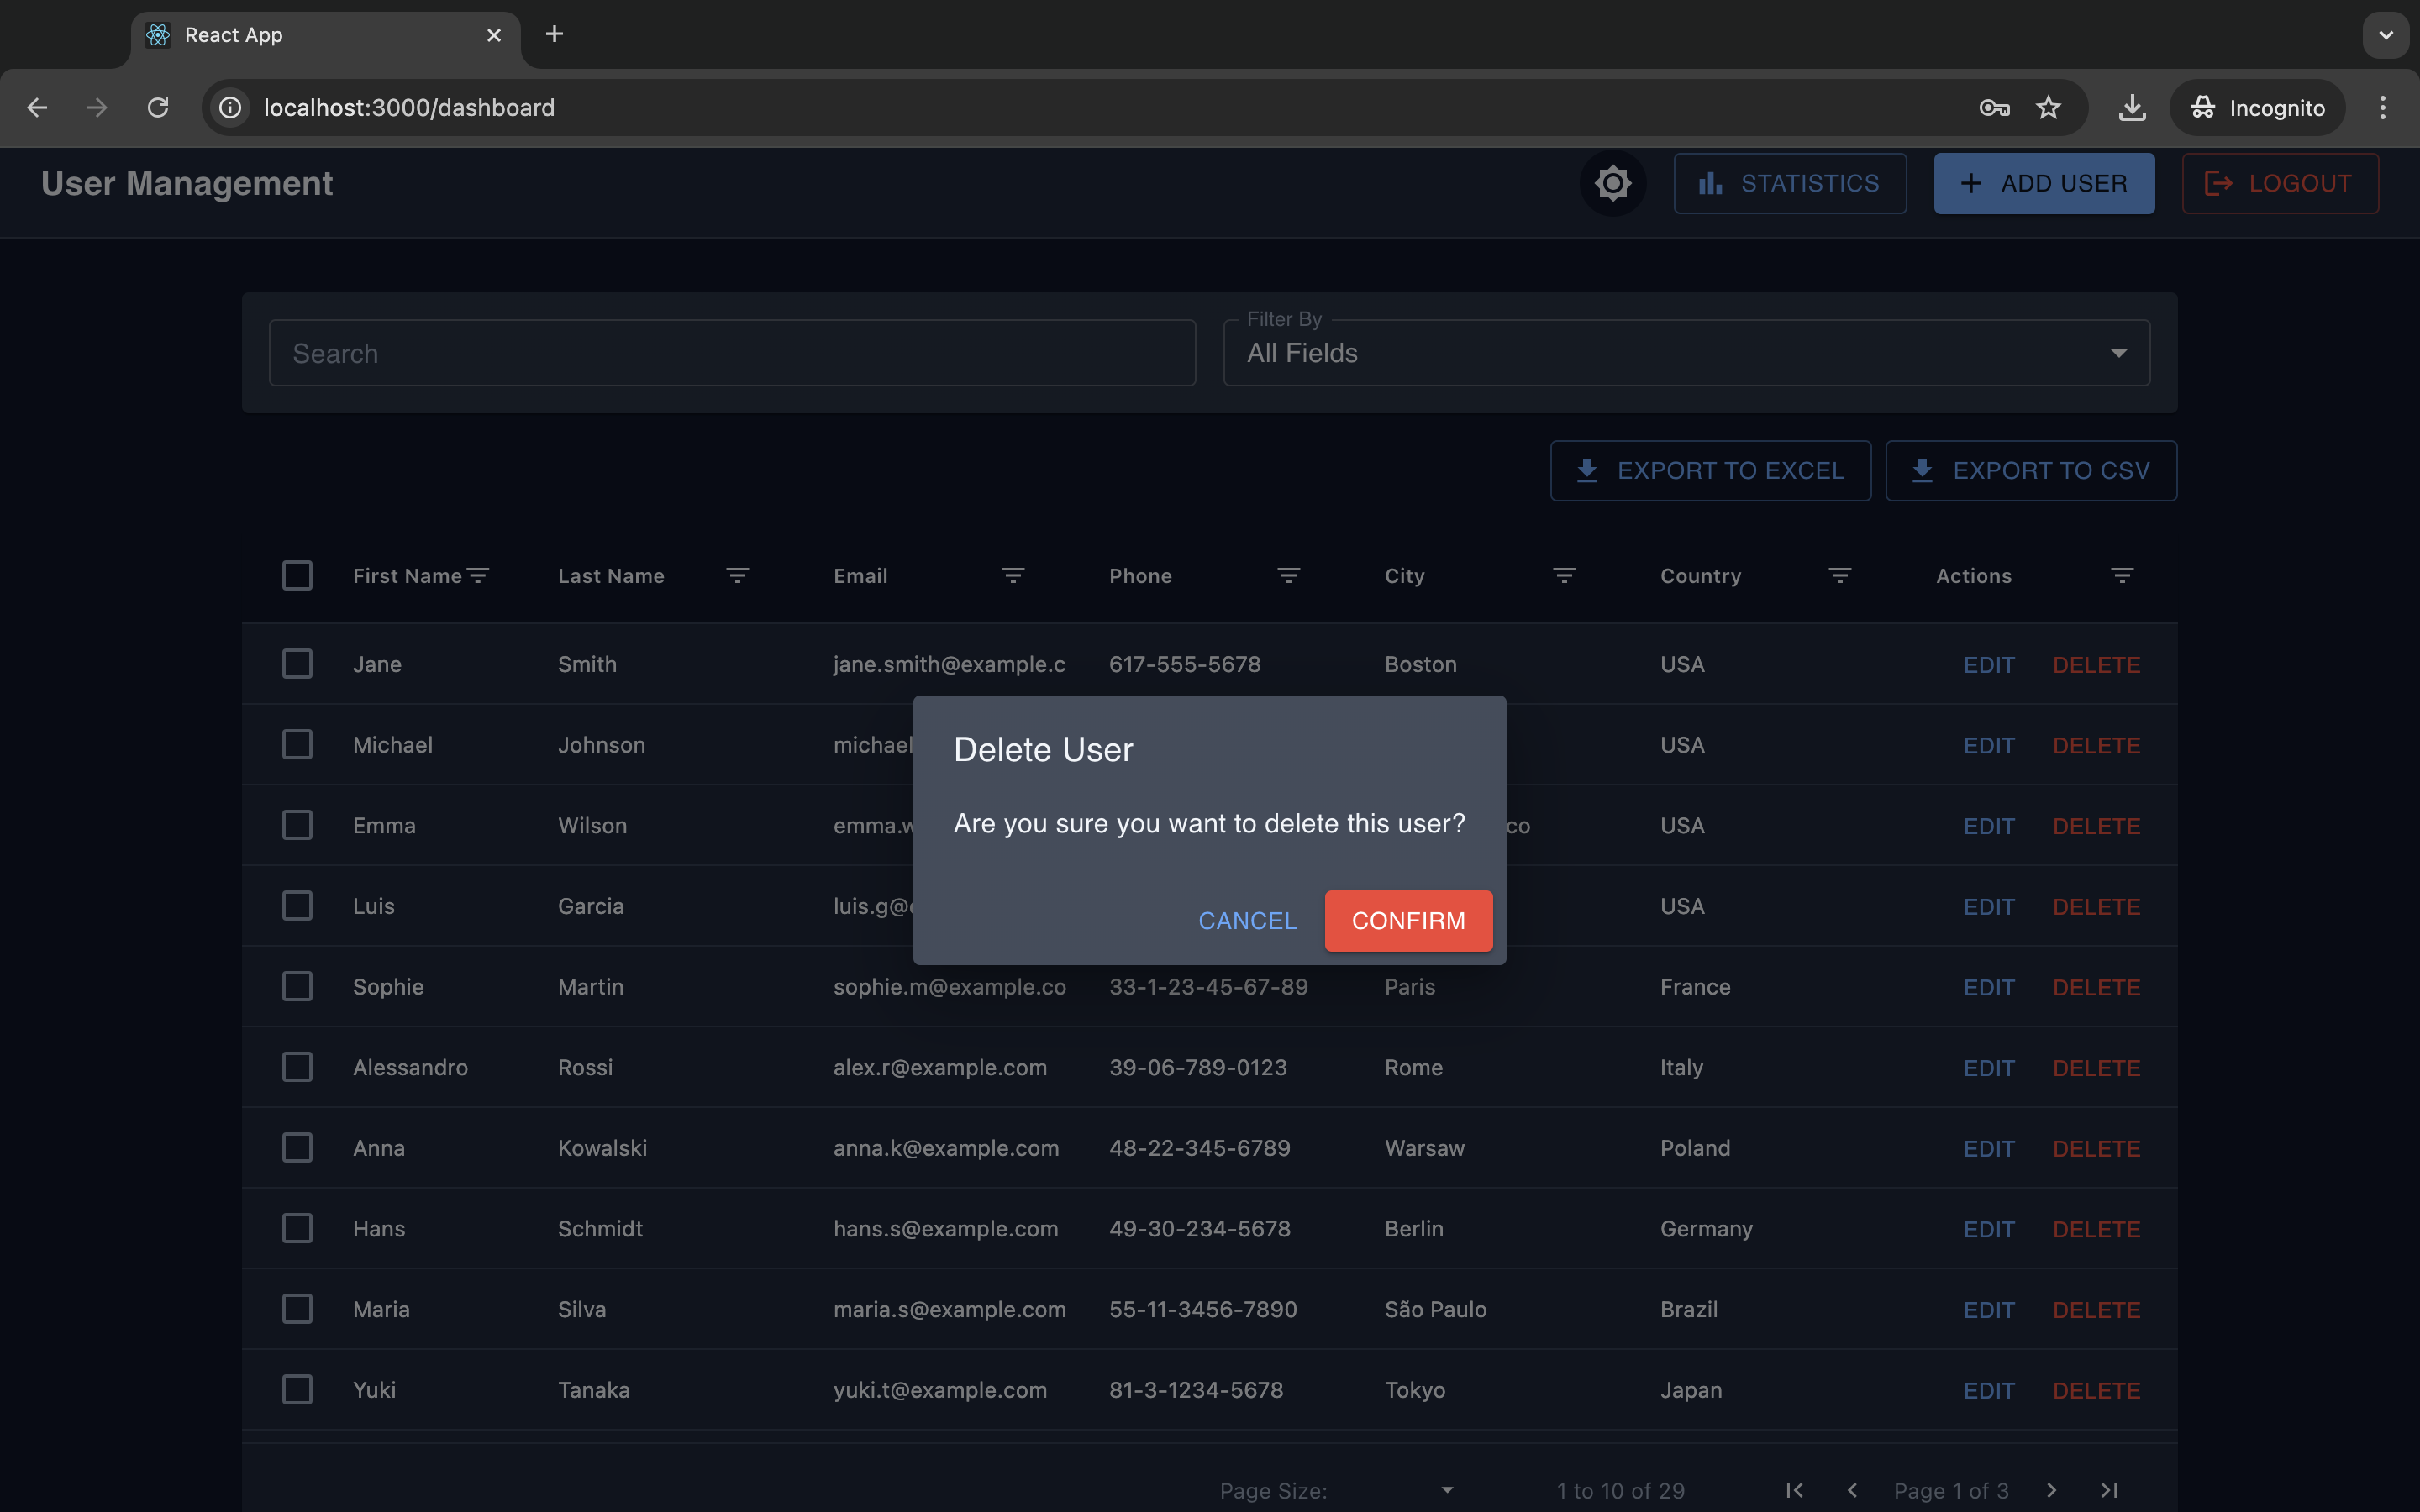 React App
localhost:3000/dashboard
Incognito
User Management
STATISTICS
ADD USER
LOGOUT
Search
Filter By
All Fields
EXPORT TO EXCEL
EXPORT TO CSV
First Name Last Name Email Phone City Country Actions
Jane Smith jane.smith@example.c 617-555-5678 Boston USA EDIT DELETE
Michael Johnson michael USA EDIT DELETE
Emma Wilson emma.w co USA EDIT DELETE
Luis Garcia luis.g@e USA EDIT DELETE
Sophie Martin sophie.m@example.co 33-1-23-45-67-89 Paris France EDIT DELETE
Alessandro Rossi alex.r@example.com 39-06-789-0123 Rome Italy EDIT DELETE
Anna Kowalski anna.k@example.com 48-22-345-6789 Warsaw Poland EDIT DELETE
Hans Schmidt hans.s@example.com 49-30-234-5678 Berlin Germany EDIT DELETE
Maria Silva maria.s@example.com 55-11-3456-7890 São Paulo Brazil EDIT DELETE
Yuki Tanaka yuki.t@example.com 81-3-1234-5678 Tokyo Japan EDIT DELETE
Delete User
Are you sure you want to delete this user?
CANCEL CONFIRM
Page Size: 1 to 10 of 29 Page 1 of 3